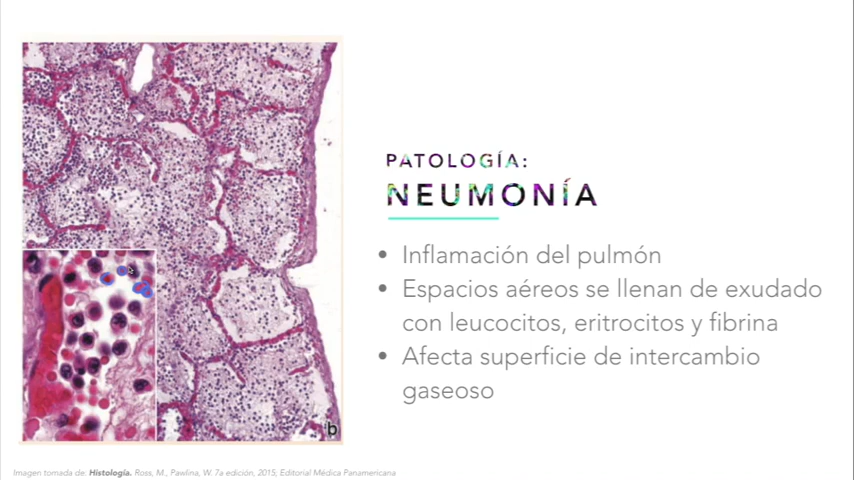 PATOLOGÍA:
NEUMONÍA
• Inflamación del pulmón
• Espacios aéreos se llenan de exudado
con leucocitos, eritrocitos y fibrina
• Afecta superficie de intercambio
gaseoso
b
Imagen tomada de: Histología. Ross, M., Pawlina, W. 7a edición, 2015; Editorial Médica Panamericana